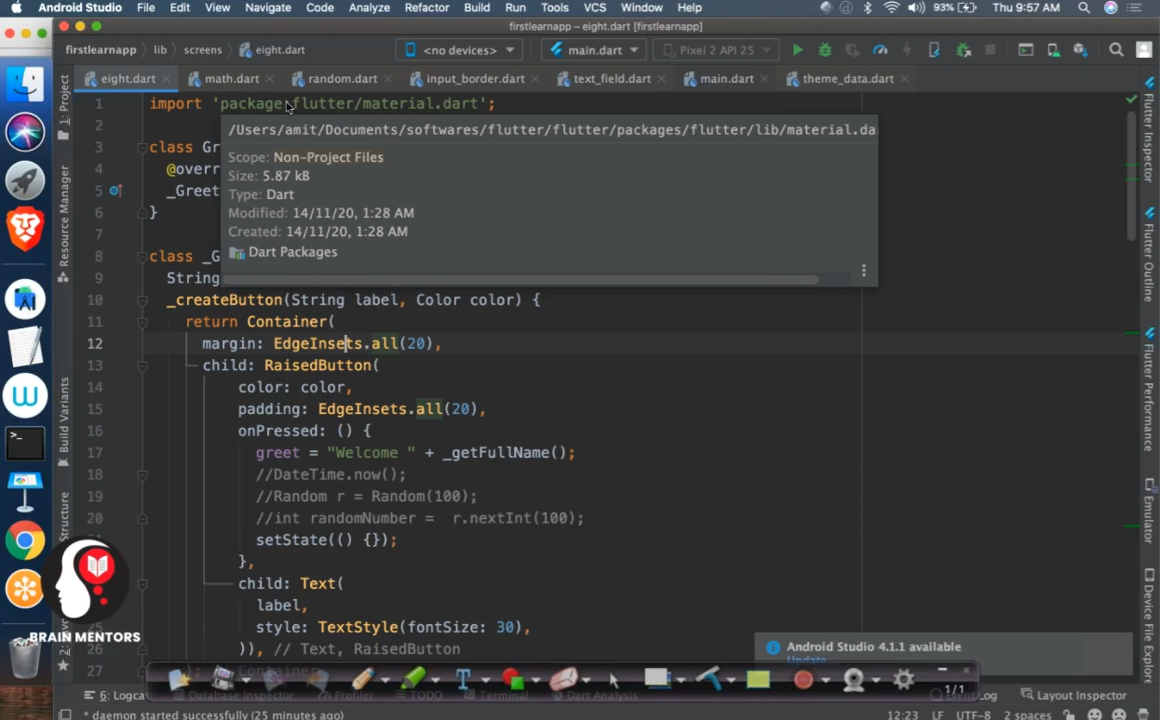 Android Studio File Edit View Navigate Code Analyze Refactor Build Run Tools VCS Window Help 93% Thu 9:57 AM
firstlearnapp – eight.dart [firstlearnapp]
firstlearnapp lib screens eight.dart <no devices> main.dart Pixel 2 API 25
eight.dart math.dart random.dart input_border.dart text_field.dart main.dart theme_data.dart
1 import 'package flutter/material.dart';
2
/Users/amit/Documents/softwares/flutter/flutter/packages/flutter/lib/material.da
3 class Gr
Scope: Non-Project Files
4 @overr
Size: 5.87 kB
5 _Greet
Type: Dart
6 }
Modified: 14/11/20, 1:28 AM
7
Created: 14/11/20, 1:28 AM
8 class _G
Dart Packages
9 String
10 _createButton(String label, Color color) {
11 return Container(
12 margin: EdgeInsets.all(20),
13 child: RaisedButton(
14 color: color,
15 padding: EdgeInsets.all(20),
16 onPressed: () {
17 greet = "Welcome " + _getFullName();
18 //DateTime.now();
19 //Random r = Random(100);
20 //int randomNumber = r.nextInt(100);
setState(() {});
},
child: Text(
label,
style: TextStyle(fontSize: 30),
26 )), // Text, RaisedButton
27 ); // Container
1: Project
Resource Manager
Build Variants
Structure
Flutter Inspector
Flutter Outline
Flutter Performance
Emulator
Device File Explorer
BRAIN MENTORS
Android Studio 4.1.1 available
Update...
1/1
6: Logcat Database Inspector Profiler TODO Terminal Dart Analysis Event Log Layout Inspector
* daemon started successfully (25 minutes ago) 12:23 LF UTF-8 2 spaces